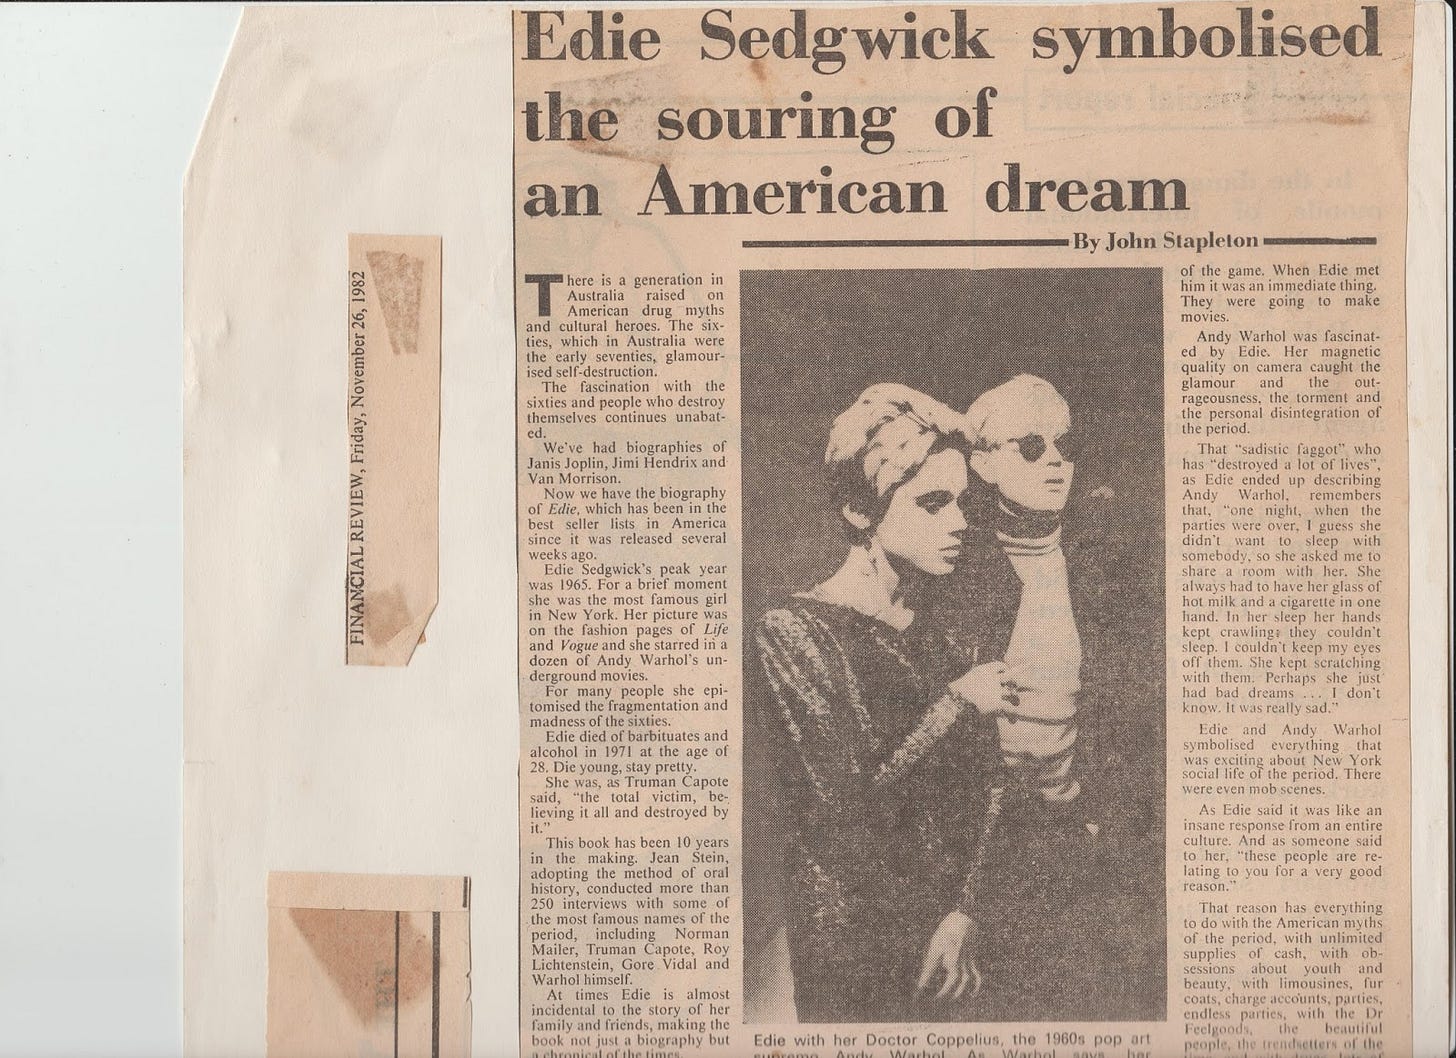 Edie Sedgwick symbolised
the souring of
an American dream
By John Stapleton
FINANCIAL REVIEW, Friday, November 26, 1982
There is a generation in
Australia raised on
American drug myths
and cultural heroes. The six-
ties, which in Australia were
the early seventies, glamour-
ised self-destruction.
The fascination with the
sixties and people who destroy
themselves continues unabat-
ed.
We've had biographies of
Janis Joplin, Jimi Hendrix and
Van Morrison.
Now we have the biography
of Edie, which has been in the
best seller lists in America
since it was released several
weeks ago.
Edie Sedgwick's peak year
was 1965. For a brief moment
she was the most famous girl
in New York. Her picture was
on the fashion pages of Life
and Vogue and she starred in a
dozen of Andy Warhol's un-
derground movies.
For many people she epi-
tomised the fragmentation and
madness of the sixties.
Edie died of barbituates and
alcohol in 1971 at the age of
28. Die young, stay pretty.
She was, as Truman Capote
said, "the total victim, be-
lieving it all and destroyed by
it."
This book has been 10 years
in the making. Jean Stein,
adopting the method of oral
history, conducted more than
250 interviews with some of
the most famous names of the
period, including Norman
Mailer, Truman Capote, Roy
Lichtenstein, Gore Vidal and
Warhol himself.
At times Edie is almost
incidental to the story of her
family and friends, making the
book not just a biography but
a chronical of the times.
Edie with her Doctor Coppelius, the 1960s pop art
supremo Andy Warhol. As Warhol says, her
of the game. When Edie met
him it was an immediate thing.
They were going to make
movies.
Andy Warhol was fascinat-
ed by Edie. Her magnetic
quality on camera caught the
glamour and the out-
rageousness, the torment and
the personal disintegration of
the period.
That "sadistic faggot" who
has "destroyed a lot of lives",
as Edie ended up describing
Andy Warhol, remembers
that, "one night, when the
parties were over, I guess she
didn't want to sleep with
somebody, so she asked me to
share a room with her. She
always had to have her glass of
hot milk and a cigarette in one
hand. In her sleep her hands
kept crawling; they couldn't
sleep. I couldn't keep my eyes
off them. She kept scratching
with them. Perhaps she just
had bad dreams ... I don't
know. It was really sad."
Edie and Andy Warhol
symbolised everything that
was exciting about New York
social life of the period. There
were even mob scenes.
As Edie said it was like an
insane response from an entire
culture. And as someone said
to her, "these people are re-
lating to you for a very good
reason."
That reason has everything
to do with the American myths
of the period, with unlimited
supplies of cash, with ob-
sessions about youth and
beauty, with limousines, fur
coats, charge accounts, parties,
endless parties, with the Dr
Feelgoods, the beautiful
people, the trendsetters of the